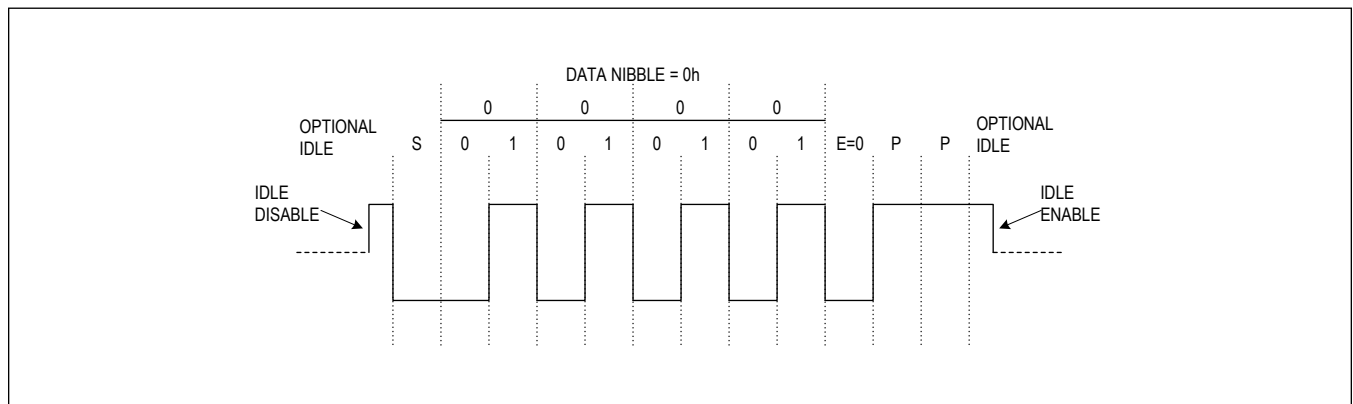 DATA NIBBLE = 0h
0 0 0 0
OPTIONAL
IDLE
S 0 1 0 1 0 1 0 1 E=0 P P
OPTIONAL
IDLE
IDLE
DISABLE
IDLE
ENABLE